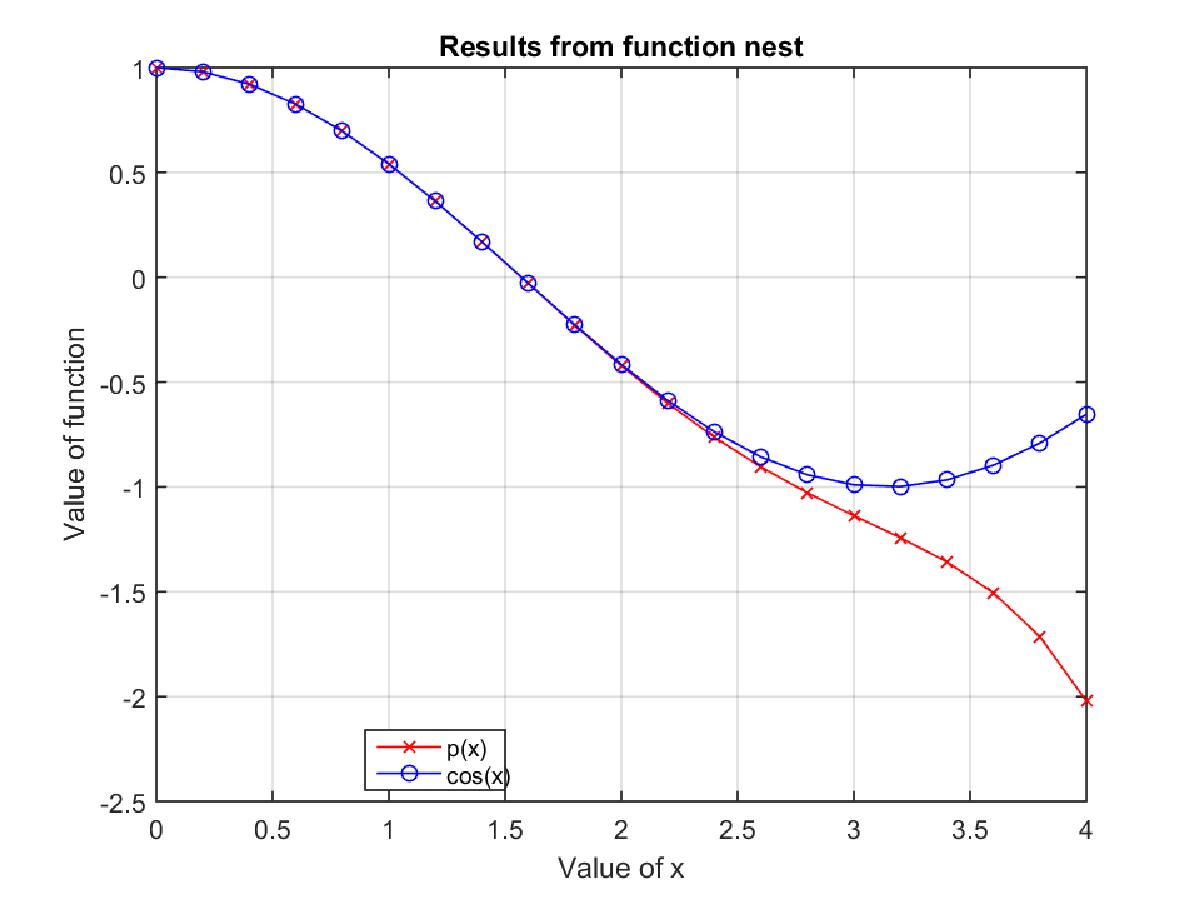 Results from function nest
1
0.5
0
-0.5
-1
-1.5
-2
-2.5
Value of function
p(x)
cos(x)
0 0.5 1 1.5 2 2.5 3 3.5 4
Value of x